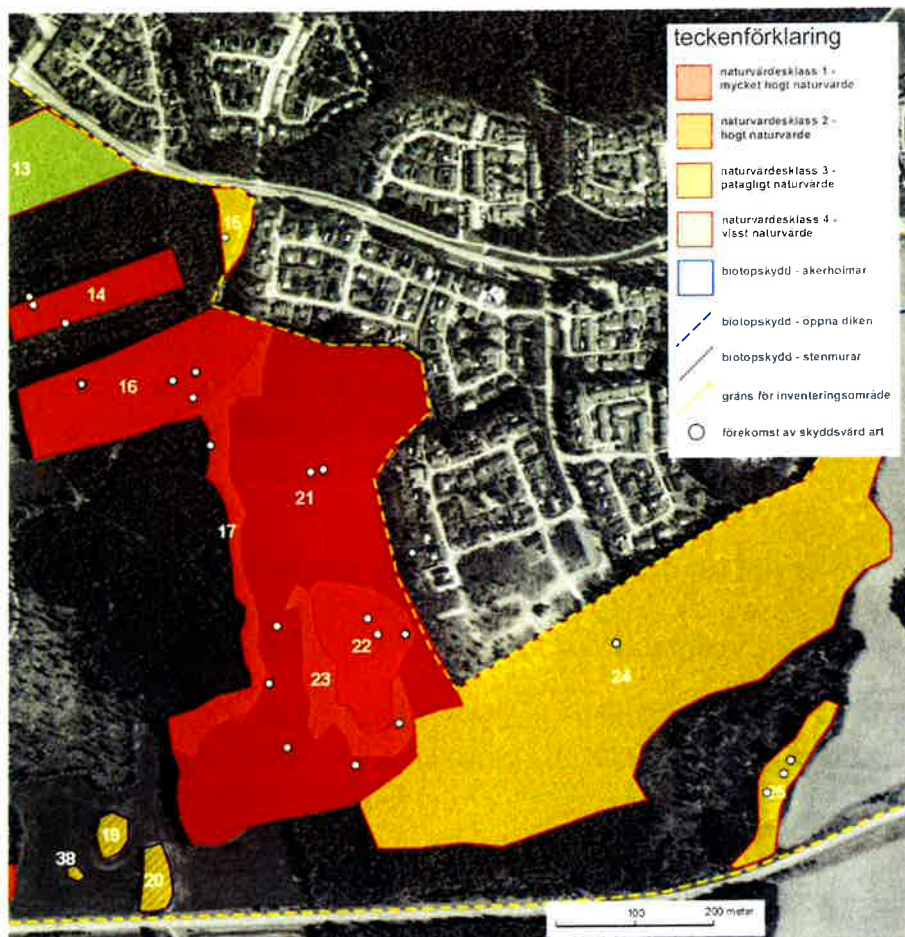 teckenförklaring
naturvärdesklass 1 -
mycket högt naturvärde
naturvärdesklass 2 -
högt naturvärde
naturvärdesklass 3 -
påtagligt naturvärde
naturvärdesklass 4 -
visst naturvärde
biotopskydd - åkerholmar
biotopskydd - öppna diken
biotopskydd - stenmurar
gräns för inventeringsområde
förekomst av skyddsvärd art
13
15
14
16
21
17
22
23
24
25
19
38
20
100
200 meter